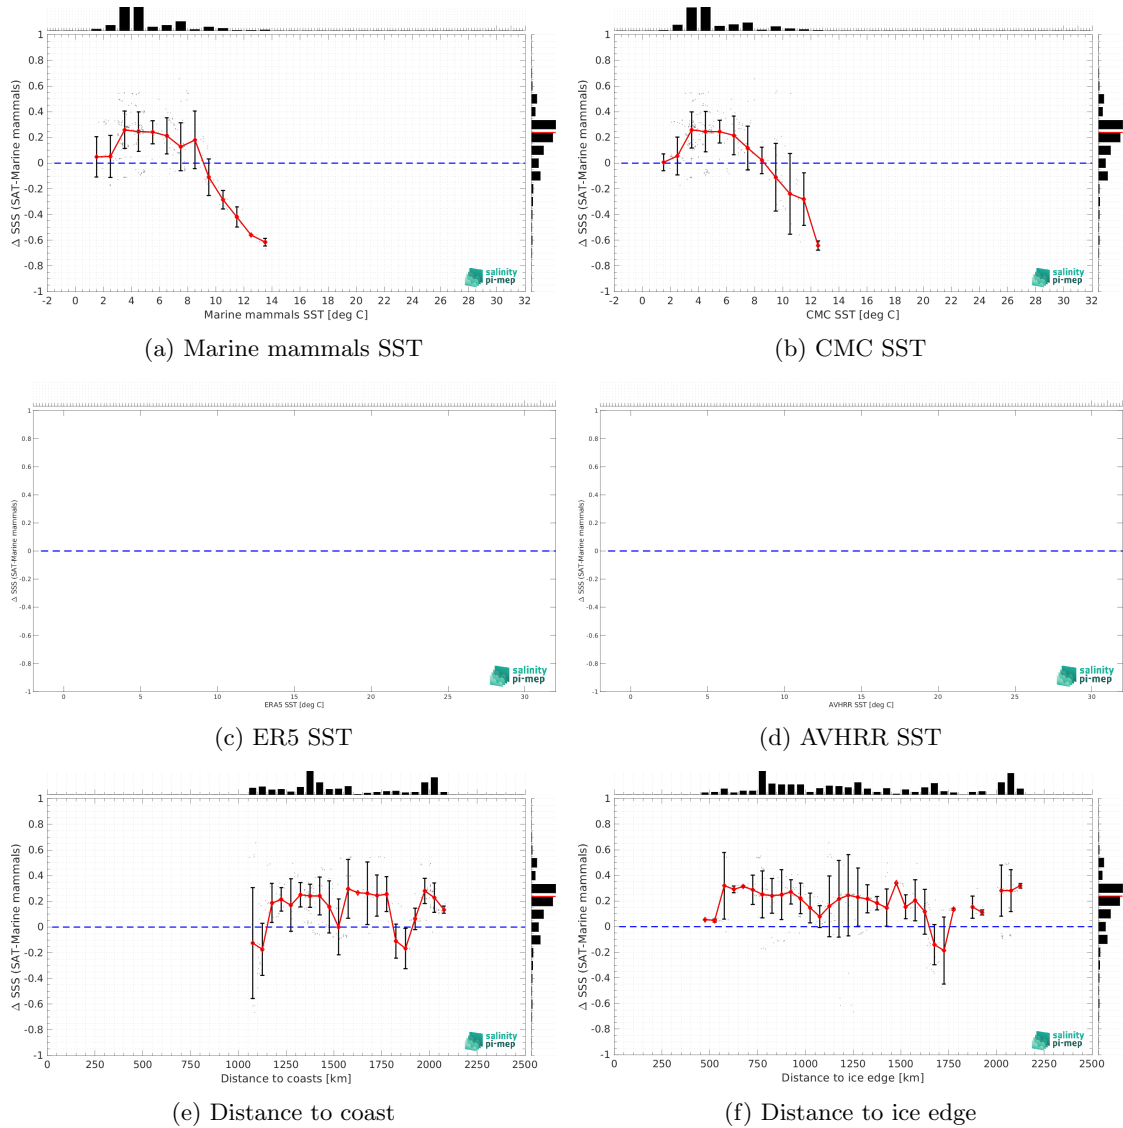 Δ SSS (SAT-Marine mammals)
1
0.8
0.6
0.4
0.2
0
-0.2
-0.4
-0.6
-0.8
-1
-2 0 2 4 6 8 10 12 14 16 18 20 22 24 26 28 30 32
Marine mammals SST [deg C]
salinity
pi-mep
(a) Marine mammals SST
Δ SSS (SAT-Marine mammals)
1
0.8
0.6
0.4
0.2
0
-0.2
-0.4
-0.6
-0.8
-1
-2 0 2 4 6 8 10 12 14 16 18 20 22 24 26 28 30 32
CMC SST [deg C]
salinity
pi-mep
(b) CMC SST
Δ SSS (SAT-Marine mammals)
1
0.8
0.6
0.4
0.2
0
-0.2
-0.4
-0.6
-0.8
-1
0 5 10 15 20 25 30
ERA5 SST [deg C]
salinity
pi-mep
(c) ER5 SST
Δ SSS (SAT-Marine mammals)
1
0.8
0.6
0.4
0.2
0
-0.2
-0.4
-0.6
-0.8
-1
0 5 10 15 20 25 30
AVHRR SST [deg C]
salinity
pi-mep
(d) AVHRR SST
Δ SSS (SAT-Marine mammals)
1
0.8
0.6
0.4
0.2
0
-0.2
-0.4
-0.6
-0.8
-1
0 250 500 750 1000 1250 1500 1750 2000 2250 2500
Distance to coasts [km]
salinity
pi-mep
(e) Distance to coast
Δ SSS (SAT-Marine mammals)
1
0.8
0.6
0.4
0.2
0
-0.2
-0.4
-0.6
-0.8
-1
0 250 500 750 1000 1250 1500 1750 2000 2250 2500
Distance to ice edge [km]
salinity
pi-mep
(f) Distance to ice edge